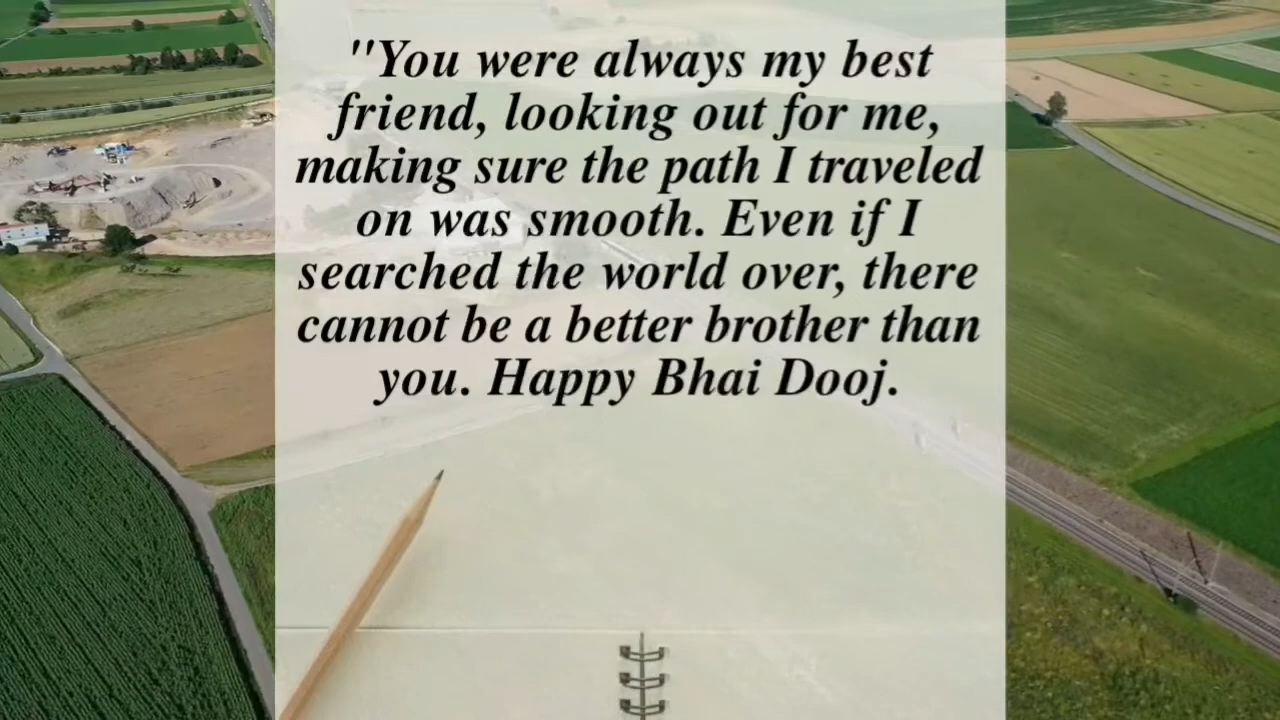 "You were always my best
friend, looking out for me,
making sure the path I traveled
on was smooth. Even if I
searched the world over, there
cannot be a better brother than
you. Happy Bhai Dooj.